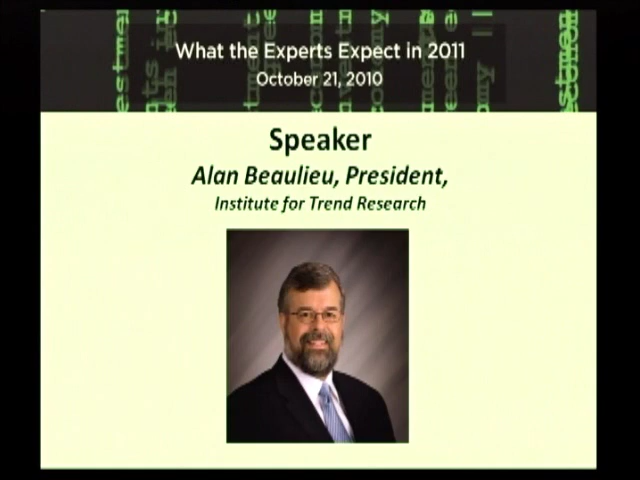 What the Experts Expect in 2011
October 21, 2010
Speaker
Alan Beaulieu, President,
Institute for Trend Research